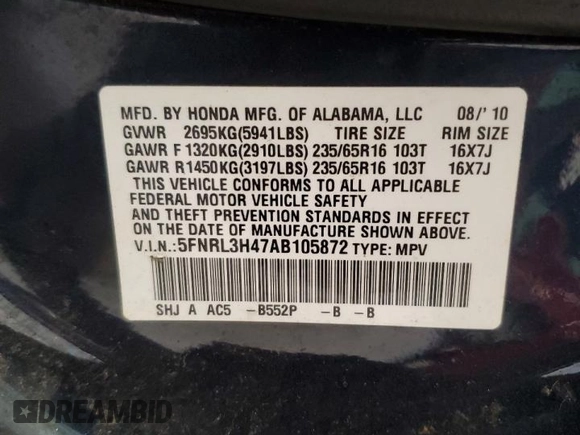 MFD. BY HONDA MFG. OF ALABAMA, LLC 08/' 10
GVWR 2695KG(5941LBS) TIRE SIZE RIM SIZE
GAWR F 1320KG(2910LBS) 235/65R16 103T 16X7J
GAWR R1450KG(3197LBS) 235/65R16 103T 16X7J
THIS VEHICLE CONFORMS TO ALL APPLICABLE
FEDERAL MOTOR VEHICLE SAFETY
AND THEFT PREVENTION STANDARDS IN EFFECT
ON THE DATE OF MANUFACTURE SHOWN ABOVE.
V.I.N.:5FNRL3H47AB105872 TYPE: MPV
SHJ A AC5 -B552P -B -B
DREAMBID